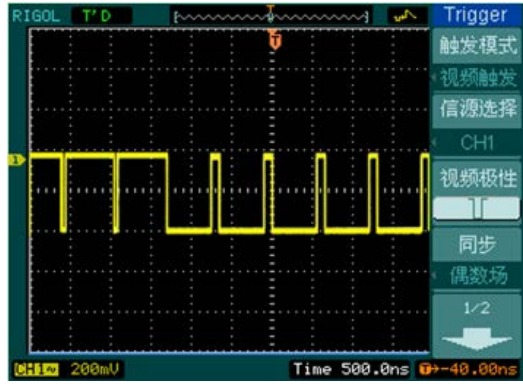 RIGOL T'D Trigger
T
触发模式
视频触发
信源选择
CH1
视频极性
同步
偶数场
1/2
1
CH1 200mV Time 500.0ns T→-40.00ns